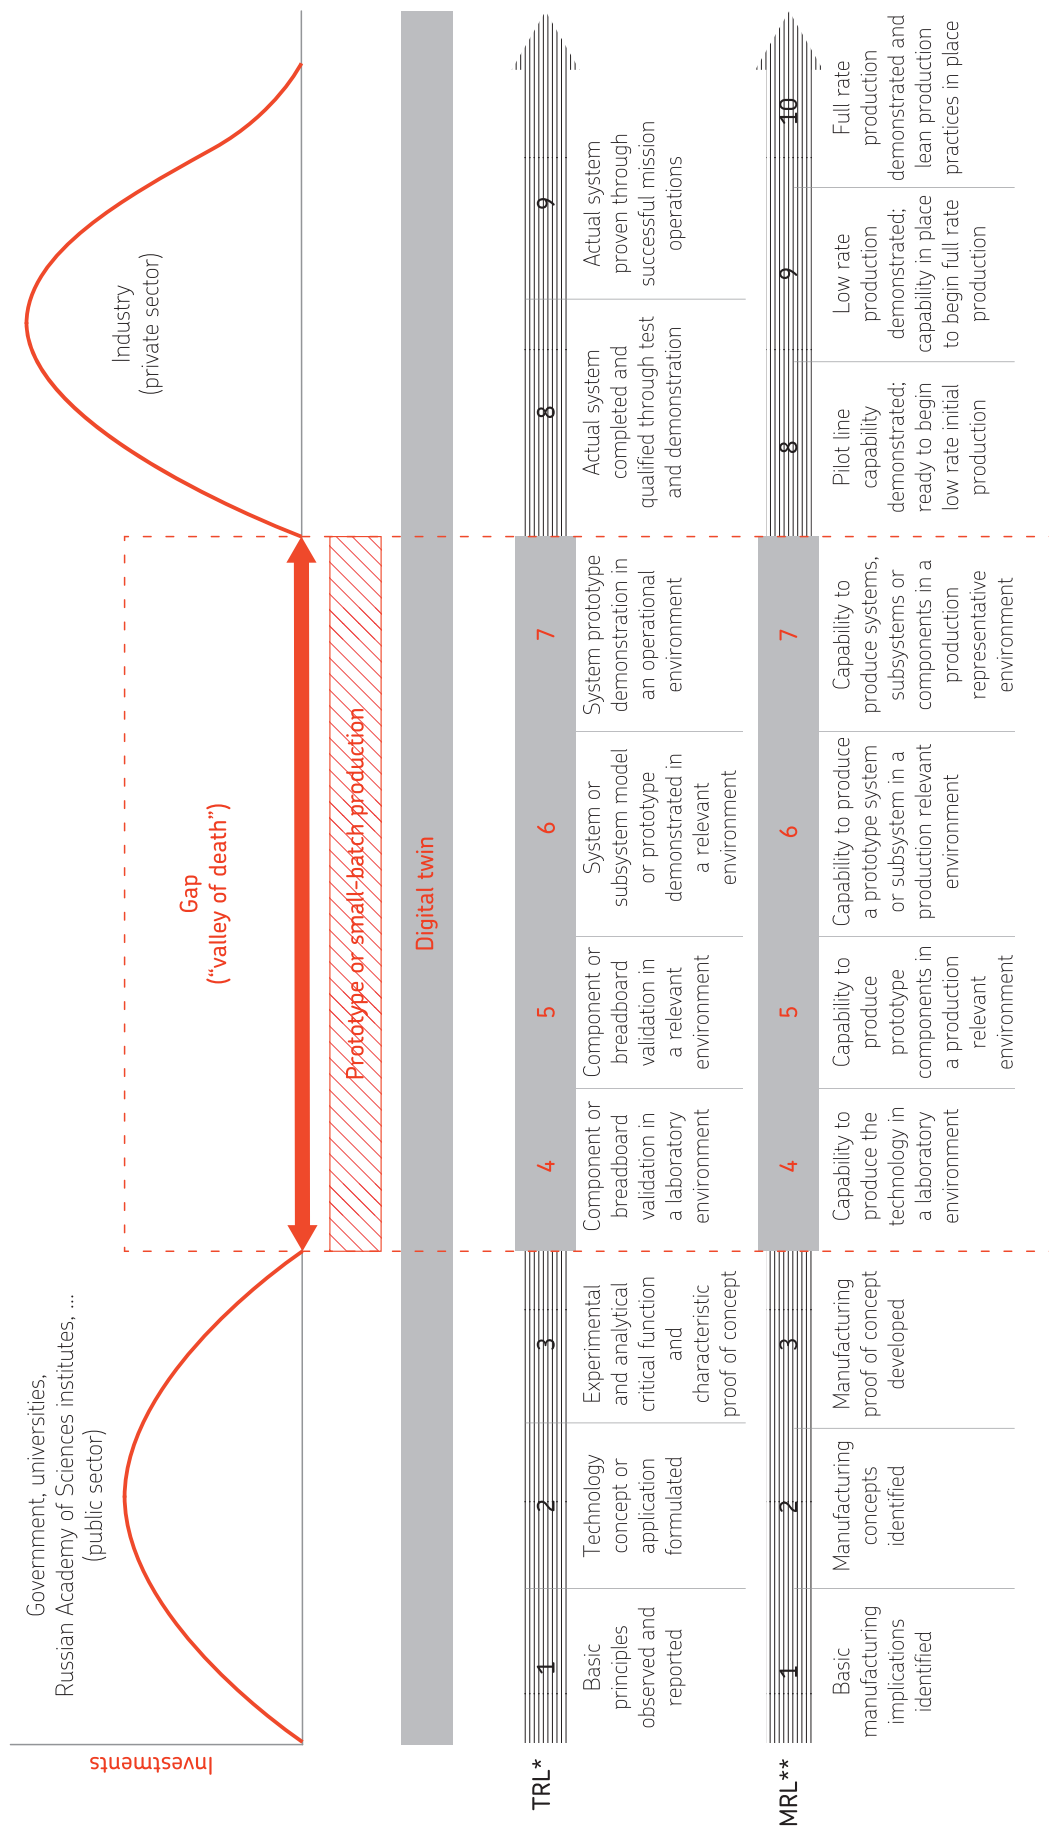 Investments
Government, universities,
Russian Academy of Sciences institutes, ...
(public sector)
Gap
(“valley of death”)
Industry
(private sector)
Prototype or small-batch production
Digital twin
TRL*
1
2
3
4
5
6
7
8
9
Basic
principles
observed and
reported
Technology
concept or
application
formulated
Experimental
and analytical
critical function
and
characteristic
proof of concept
Component or
breadboard
validation in
a laboratory
environment
Component or
breadboard
validation in
a relevant
environment
System or
subsystem model
or prototype
demonstrated in
a relevant
environment
System prototype
demonstration in
an operational
environment
Actual system
completed and
qualified through test
and demonstration
Actual system
proven through
successful mission
operations
MRL**
1
2
3
4
5
6
7
8
9
10
Basic
manufacturing
implications
identified
Manufacturing
concepts
identified
Manufacturing
proof of concept
developed
Capability to
produce the
technology in
a laboratory
environment
Capability to
produce
prototype
components in
a production
relevant
environment
Capability to produce
a prototype system
or subsystem in a
production relevant
environment
Capability to
produce systems,
subsystems or
components in a
production
representative
environment
Pilot line
capability
demonstrated;
ready to begin
low rate initial
production
Low rate
production
demonstrated;
capability in place
to begin full rate
production
Full rate
production
demonstrated and
lean production
practices in place